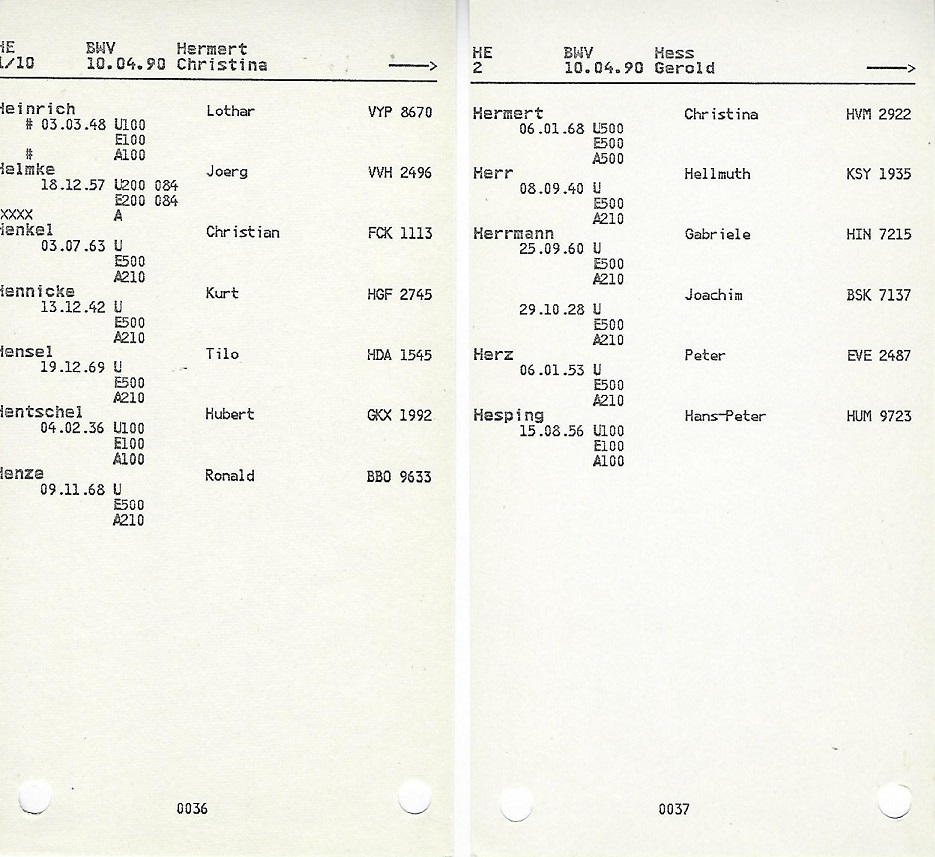 HE BWV Hermert
1/10 10.04.90 Christina ——>
Heinrich Lothar VYP 8670
# 03.03.48 U100
E100
# A100
Helmke Joerg VVH 2496
18.12.57 U200 084
E200 084
XXXX A
Henkel Christian FCK 1113
03.07.63 U
E500
A210
Hennicke Kurt HGF 2745
13.12.42 U
E500
A210
Hensel Tilo HDA 1545
19.12.69 U
E500
A210
Hentschel Hubert GKX 1992
04.02.36 U100
E100
A100
Henze Ronald BBO 9633
09.11.68 U
E500
A210
0036
HE BWV Hess
2 10.04.90 Gerold ——>
Hermert Christina HVM 2922
06.01.68 U500
E500
A500
Herr Hellmuth KSY 1935
08.09.40 U
E500
A210
Herrmann Gabriele HIN 7215
25.09.60 U
E500
A210
Joachim BSK 7137
29.10.28 U
E500
A210
Herz Peter EVE 2487
06.01.53 U
E500
A210
Hesping Hans-Peter HUM 9723
15.08.56 U100
E100
A100
0037